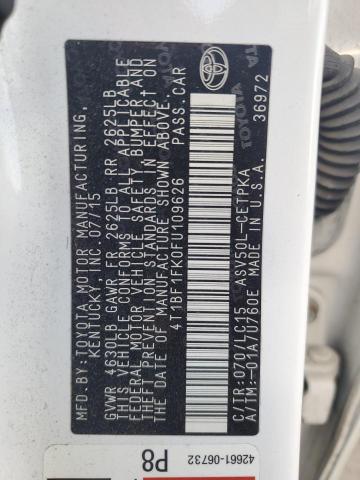 MFD.BY:TOYOTA MOTOR MANUFACTURING,
KENTUCKY, INC. 07/15
GVWR 4630LB GAWR FR 2625LB RR 2625LB
THIS VEHICLE CONFORMS TO ALL APPLICABLE
FEDERAL MOTOR VEHICLE SAFETY, BUMPER, AND
THEFT PREVENTION STANDARDS IN EFFECT ON
THE DATE OF MANUFACTURE SHOWN ABOVE.
4T1BF1FK0FU109626 PASS.CAR
C/TR:070/LC15 ASV50L-CETPKA
A/TM:-01A/U760E MADE IN U.S.A.
36972
42661-06732
P8